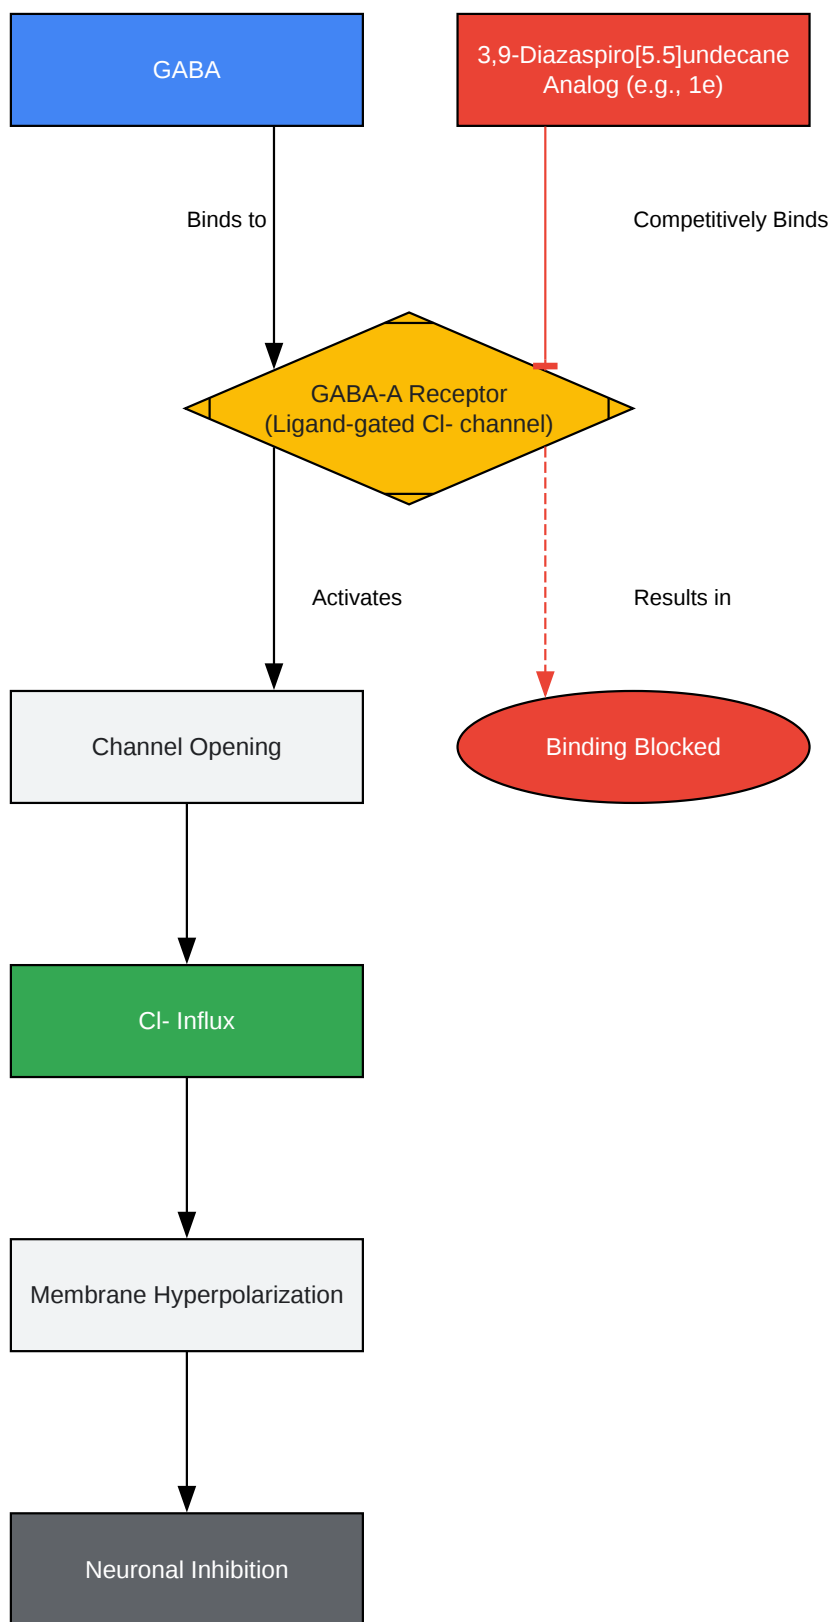 GABA
3,9-Diazaspiro[5.5]undecane
Analog (e.g., 1e)
Binds to
Competitively Binds
GABA-A Receptor
(Ligand-gated Cl- channel)
Activates
Results in
Channel Opening
Binding Blocked
Cl- Influx
Membrane Hyperpolarization
Neuronal Inhibition